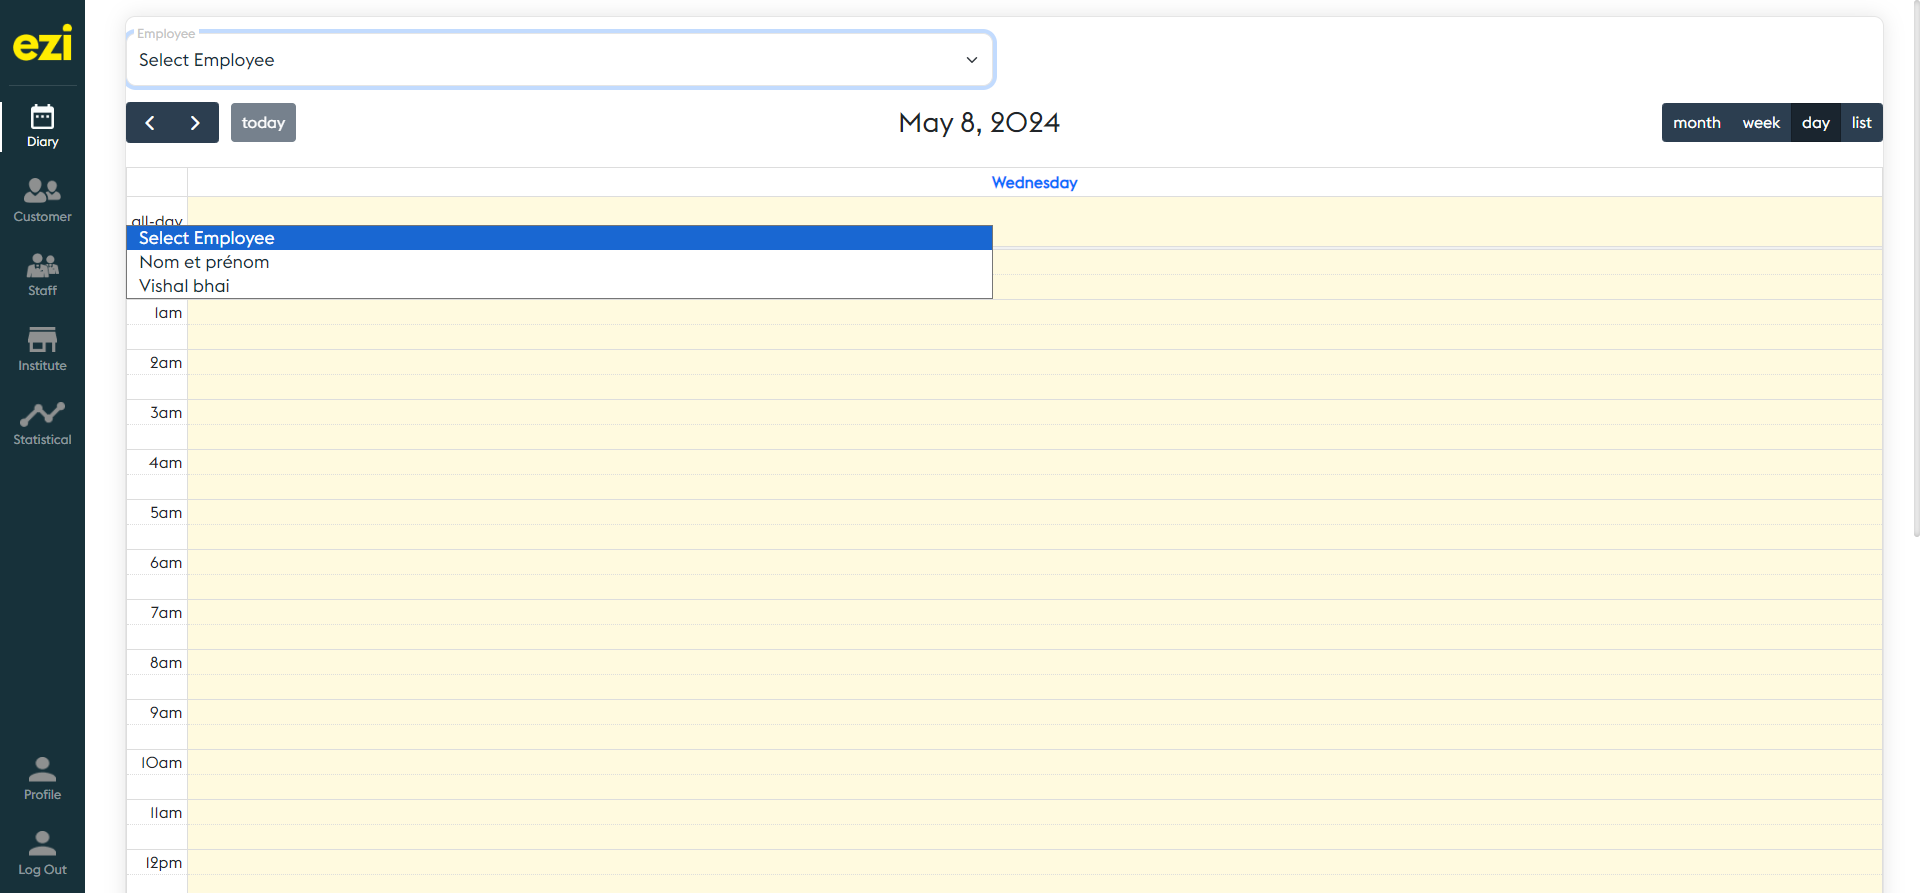 ezi
Diary
Customer
Staff
Institute
Statistical
Profile
Log Out
Employee
Select Employee
today
May 8, 2024
month
week
day
list
Wednesday
all-day
Select Employee
Nom et prénom
Vishal bhai
1am
2am
3am
4am
5am
6am
7am
8am
9am
10am
11am
12pm